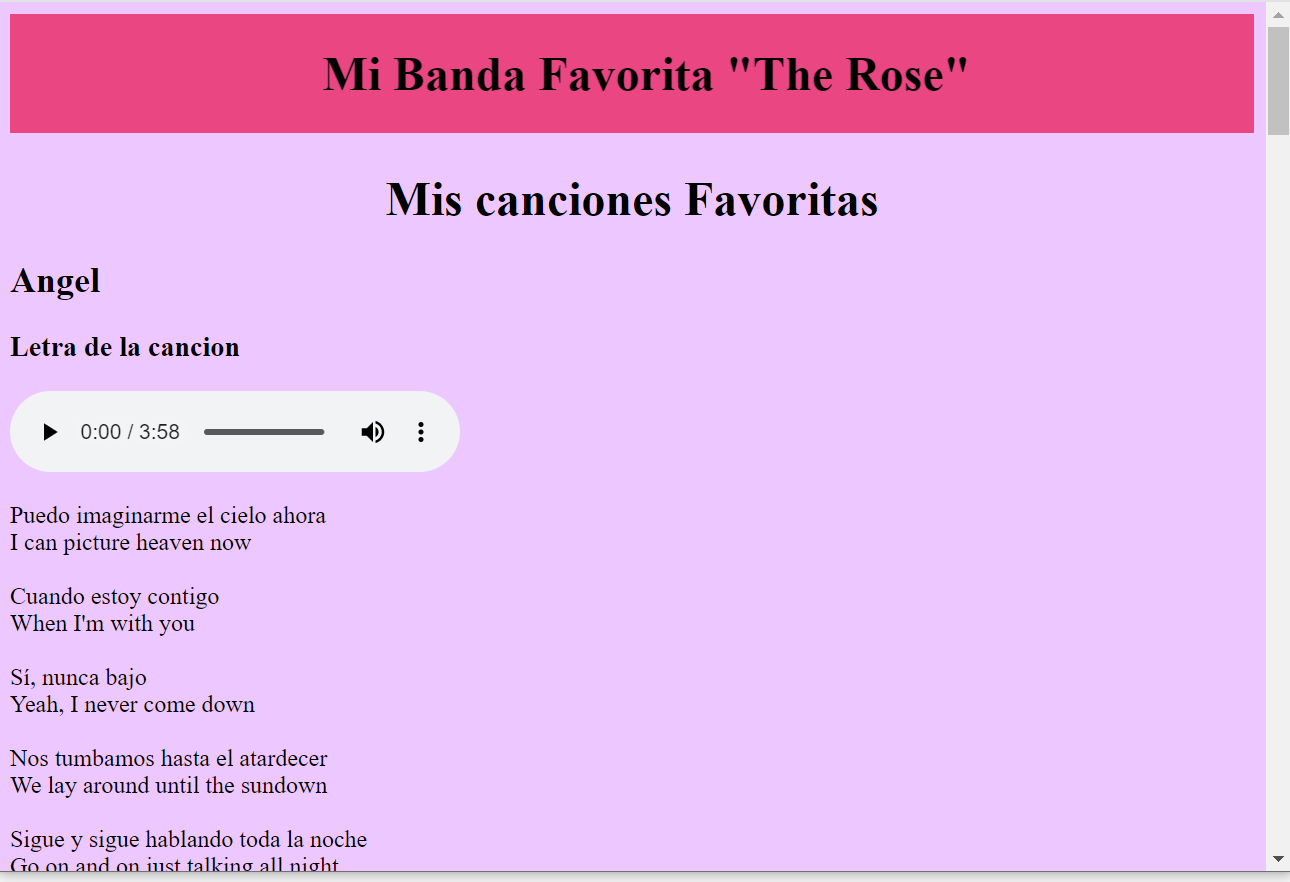 Mi Banda Favorita "The Rose"
Mis canciones Favoritas
Angel
Letra de la cancion
0:00 / 3:58
Puedo imaginarme el cielo ahora
I can picture heaven now
Cuando estoy contigo
When I'm with you
Sí, nunca bajo
Yeah, I never come down
Nos tumbamos hasta el atardecer
We lay around until the sundown
Sigue y sigue hablando toda la noche
Go on and on just talking all night